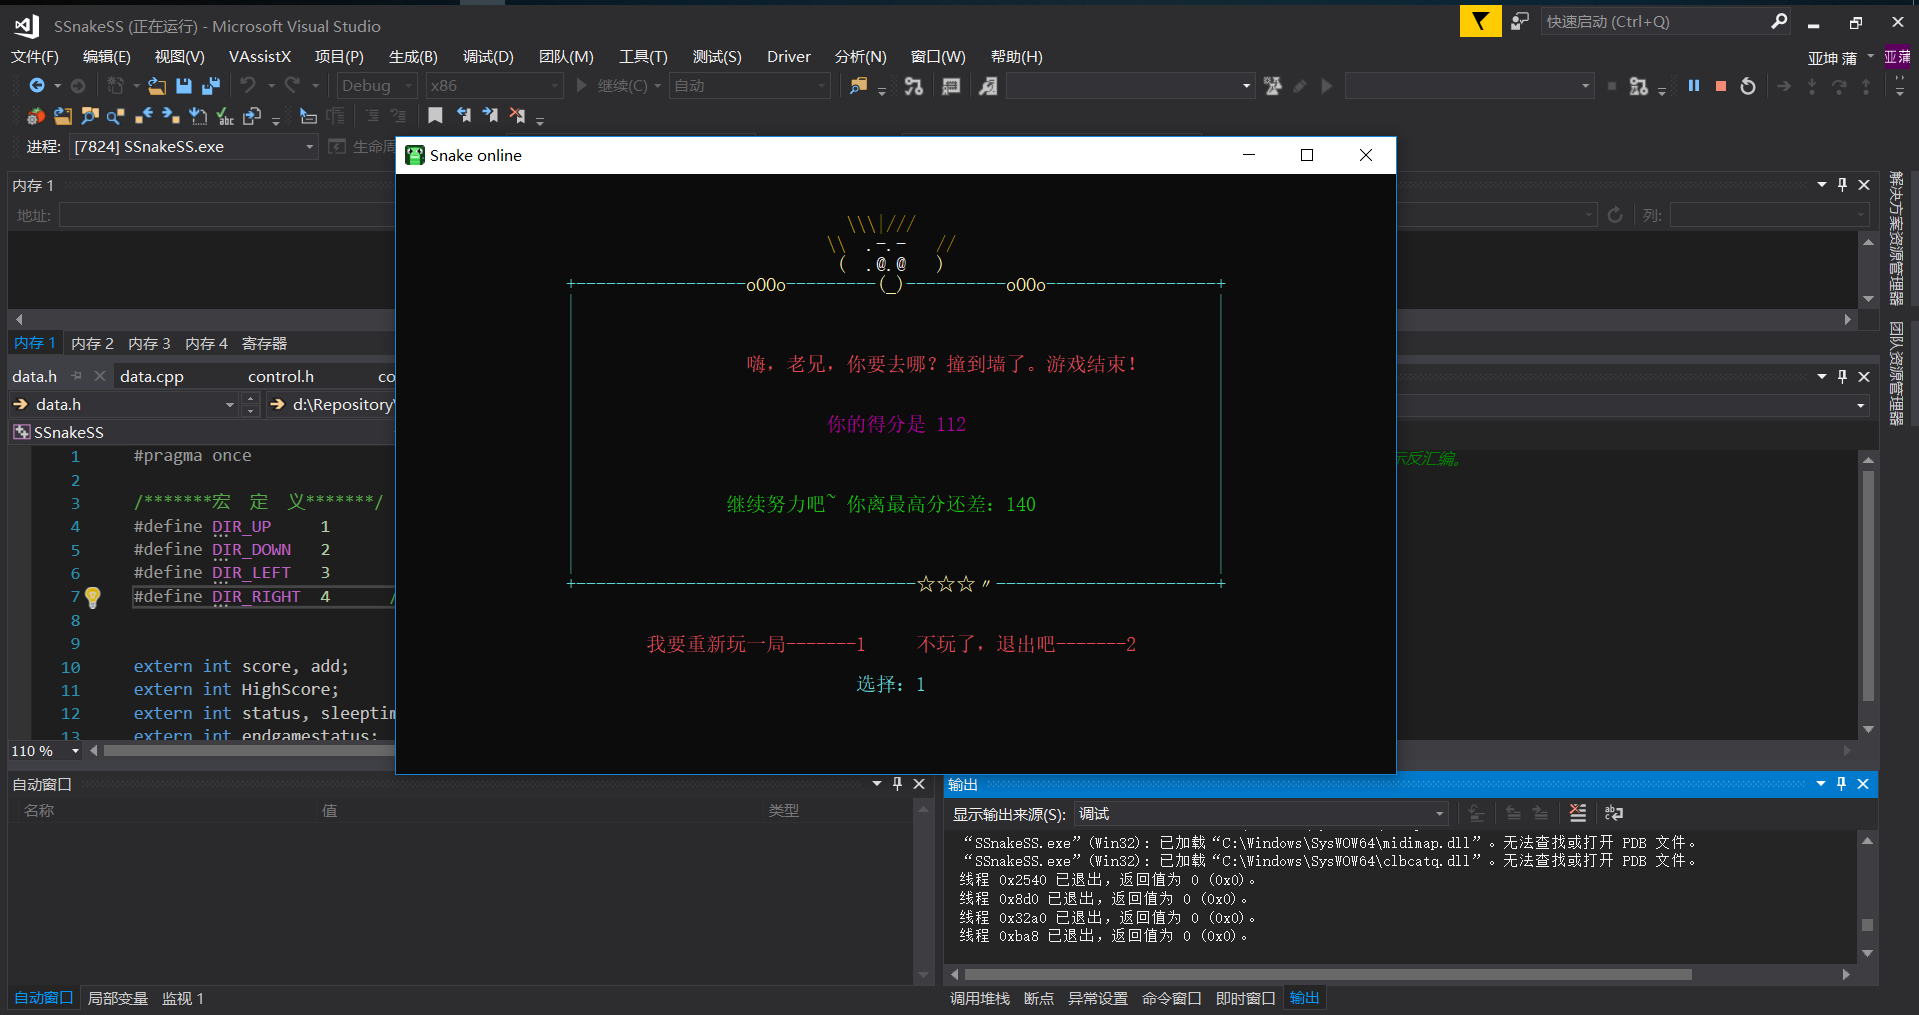 SSnakeSS (正在运行) - Microsoft Visual Studio
快速启动 (Ctrl+Q)
文件(F) 编辑(E) 视图(V) VAssistX 项目(P) 生成(B) 调试(D) 团队(M) 工具(T) 测试(S) Driver 分析(N) 窗口(W) 帮助(H)
亚坤 蒲
亚蒲
Debug x86 继续(C) 自动
进程: [7824] SSnakeSS.exe 生命周
Snake online
内存 1
地址:
列:
解决方案资源管理器
团队资源管理器
\\\|///
\\ .-.- //
( .@.@ )
+-----------------oOOo---------(_)----------oOOo-----------------+
嗨，老兄，你要去哪？撞到墙了。游戏结束！
你的得分是 112
继续努力吧~ 你离最高分还差：140
+----------------------------------☆☆☆〃----------------------+
我要重新玩一局-------1 不玩了，退出吧-------2
选择：1
内存 1 内存 2 内存 3 内存 4 寄存器
data.h data.cpp control.h co
data.h d:\Repository\
SSnakeSS
示反汇编。
1 #pragma once
2
3 /*******宏 定 义*******/
4 #define DIR_UP 1
5 #define DIR_DOWN 2
6 #define DIR_LEFT 3
7 #define DIR_RIGHT 4 /
8
9
10 extern int score, add;
11 extern int HighScore;
12 extern int status, sleeptim
13 extern int endgamestatus;
110 %
自动窗口
名称 值 类型
自动窗口 局部变量 监视 1
输出
显示输出来源(S): 调试
“SSnakeSS.exe”(Win32): 已加载“C:\Windows\SysWOW64\midimap.dll”。无法查找或打开 PDB 文件。
“SSnakeSS.exe”(Win32): 已加载“C:\Windows\SysWOW64\clbcatq.dll”。无法查找或打开 PDB 文件。
线程 0x2540 已退出，返回值为 0 (0x0)。
线程 0x8d0 已退出，返回值为 0 (0x0)。
线程 0x32a0 已退出，返回值为 0 (0x0)。
线程 0xba8 已退出，返回值为 0 (0x0)。
调用堆栈 断点 异常设置 命令窗口 即时窗口 输出